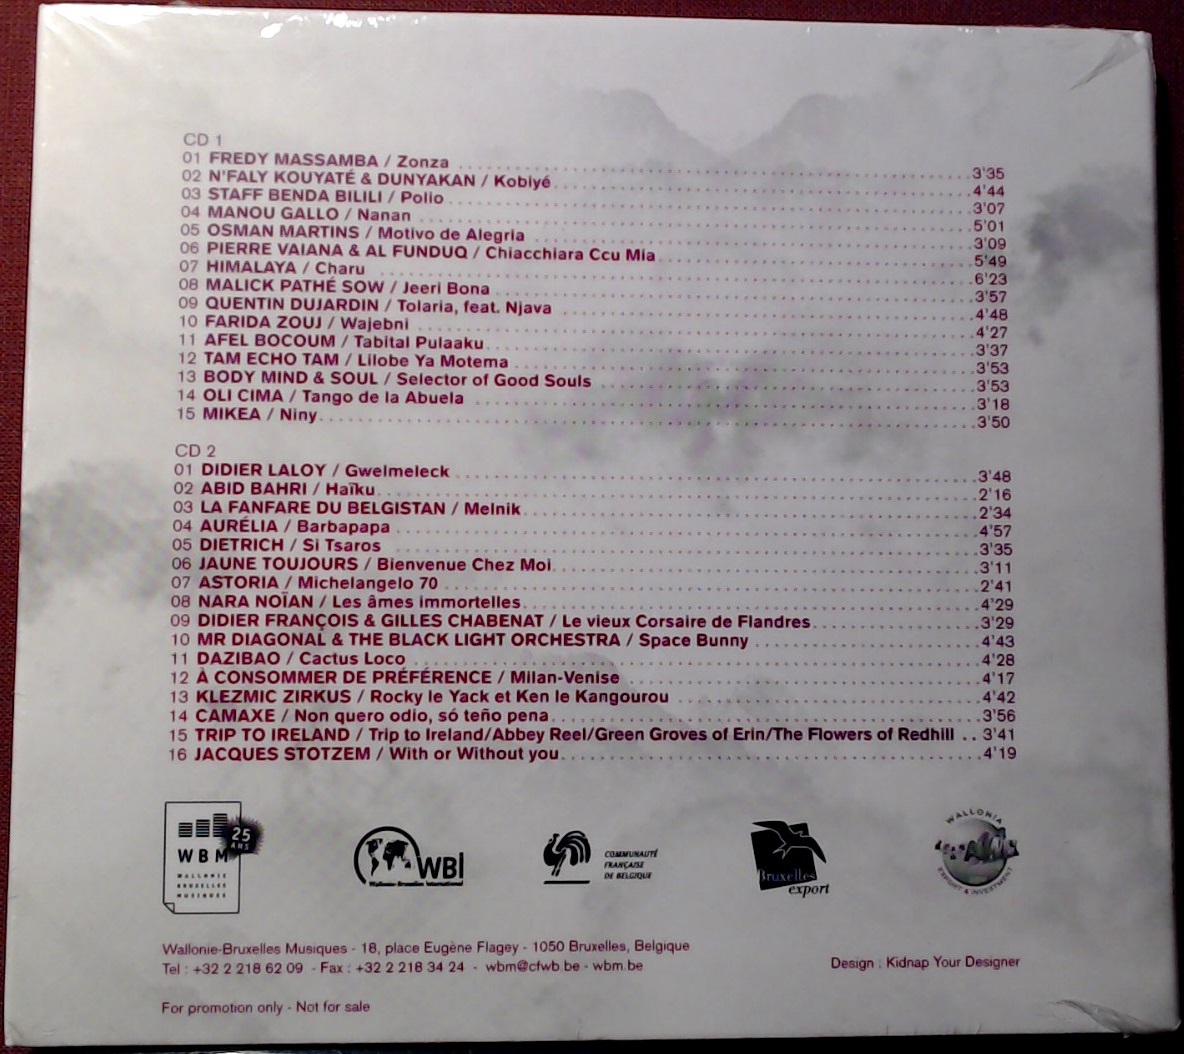 CD 1
01 FREDY MASSAMBA / Zonza 3'35
02 N'FALY KOUYATÉ & DUNYAKAN / Kobiyé 4'44
03 STAFF BENDA BILILI / Polio 3'07
04 MANOU GALLO / Nanan 5'01
05 OSMAN MARTINS / Motivo de Alegria 3'09
06 PIERRE VAIANA & AL FUNDUQ / Chiacchiara Ccu Mia 5'49
07 HIMALAYA / Charu 6'23
08 MALICK PATHÉ SOW / Jeeri Bona 3'57
09 QUENTIN DUJARDIN / Tolaria, feat. Njava 4'48
10 FARIDA ZOUJ / Wajebni 4'27
11 AFEL BOCOUM / Tabital Pulaaku 3'37
12 TAM ECHO TAM / Lilobe Ya Motema 3'53
13 BODY MIND & SOUL / Selector of Good Souls 3'53
14 OLI CIMA / Tango de la Abuela 3'18
15 MIKEA / Niny 3'50
CD 2
01 DIDIER LALOY / Gwelmeleck 3'48
02 ABID BAHRI / Haïku 2'16
03 LA FANFARE DU BELGISTAN / Melnik 2'34
04 AURÉLIA / Barbapapa 4'57
05 DIETRICH / Si Tsaros 3'35
06 JAUNE TOUJOURS / Bienvenue Chez Moi 3'11
07 ASTORIA / Michelangelo 70 2'41
08 NARA NOÏAN / Les âmes immortelles 4'29
09 DIDIER FRANÇOIS & GILLES CHABENAT / Le vieux Corsaire de Flandres 3'29
10 MR DIAGONAL & THE BLACK LIGHT ORCHESTRA / Space Bunny 4'43
11 DAZIBAO / Cactus Loco 4'28
12 À CONSOMMER DE PRÉFÉRENCE / Milan-Venise 4'17
13 KLEZMIC ZIRKUS / Rocky le Yack et Ken le Kangourou 4'42
14 CAMAXE / Non quero odio, só teño pena 3'56
15 TRIP TO IRELAND / Trip to Ireland/Abbey Reel/Green Groves of Erin/The Flowers of Redhill .. 3'41
16 JACQUES STOTZEM / With or Without you 4'19
25 ANS
WBM
WALLONIE
BRUXELLES
MUSIQUES
WBI
Wallonie-Bruxelles International
COMMUNAUTÉ
FRANÇAISE
DE BELGIQUE
Bruxelles
export
WALLONIA
EXPORT & INVESTMENT
Wallonie-Bruxelles Musiques - 18, place Eugène Flagey - 1050 Bruxelles, Belgique
Tel : +32 2 218 62 09 - Fax : +32 2 218 34 24 - wbm@cfwb.be - wbm.be
Design : Kidnap Your Designer
For promotion only - Not for sale